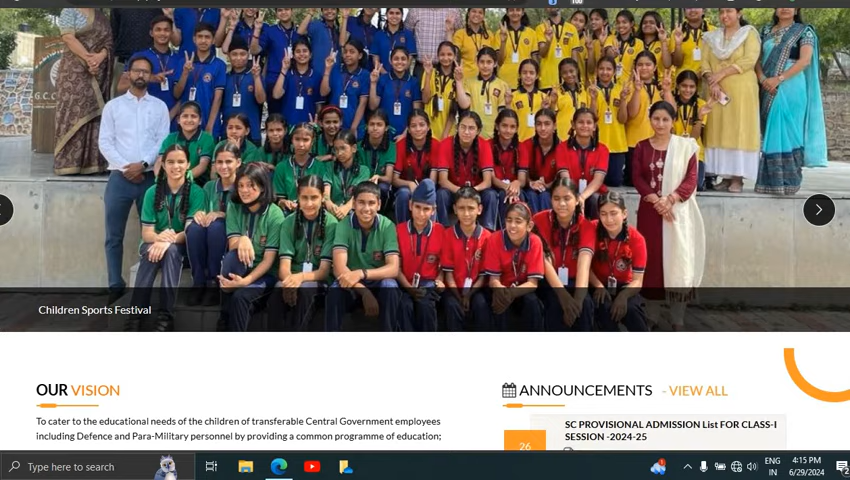 G.C.C
Children Sports Festival
OUR VISION
To cater to the educational needs of the children of transferable Central Government employees
including Defence and Para-Military personnel by providing a common programme of education;
ANNOUNCEMENTS - VIEW ALL
26
SC PROVISIONAL ADMISSION List FOR CLASS-I
SESSION -2024-25
Type here to search
ENG
IN
4:15 PM
6/29/2024
2